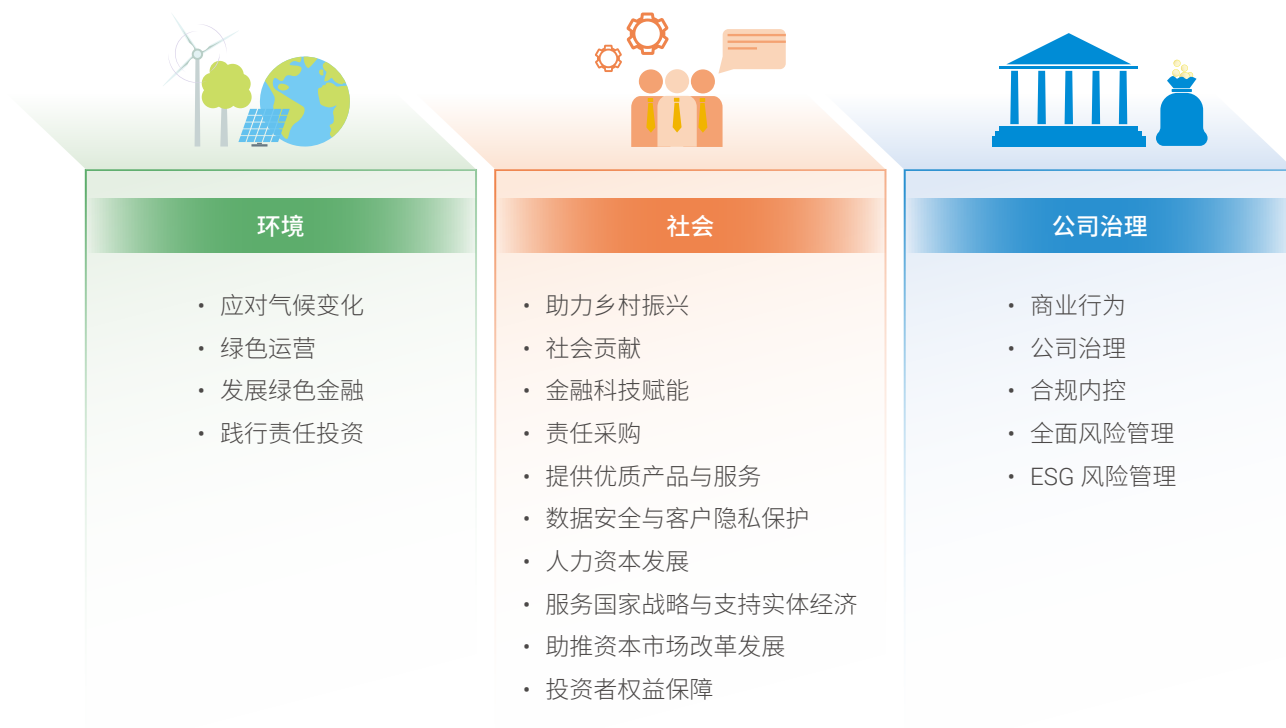 环境
• 应对气候变化
• 绿色运营
• 发展绿色金融
• 践行责任投资
社会
• 助力乡村振兴
• 社会贡献
• 金融科技赋能
• 责任采购
• 提供优质产品与服务
• 数据安全与客户隐私保护
• 人力资本发展
• 服务国家战略与支持实体经济
• 助推资本市场改革发展
• 投资者权益保障
公司治理
• 商业行为
• 公司治理
• 合规内控
• 全面风险管理
• ESG 风险管理